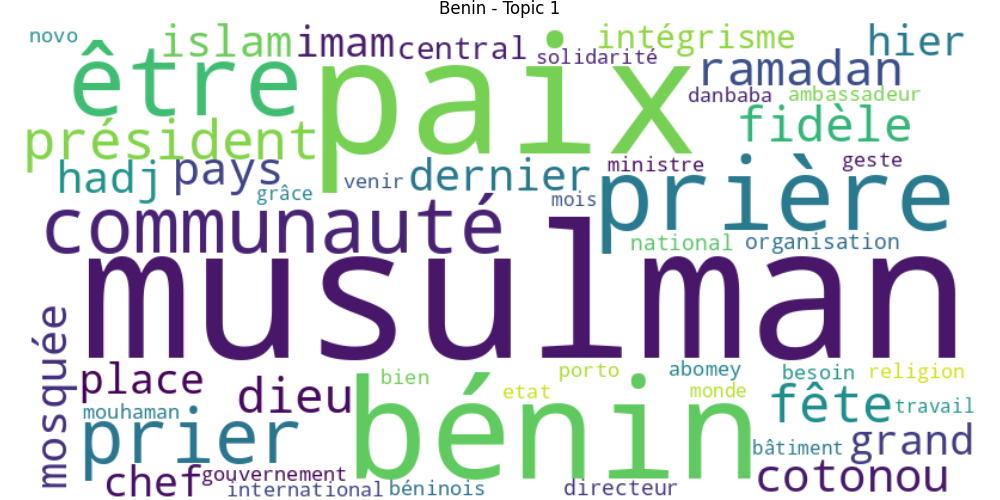 Benin - Topic 1
novo
islam
imam
central
solidarité
intégrisme
hier
être
paix
ramadan
danbaba
ambassadeur
président
fidèle
hadj
pays
grâce
venir
dernier
mois
ministre
geste
prière
communauté
national
organisation
musulman
mosquée
place
mouhaman
prier
dieu
bien
bénin
etat
porto
abomey
monde
besoin
religion
fête
travail
bâtiment
grand
chef
gouvernement
international
béninois
directeur
cotonou